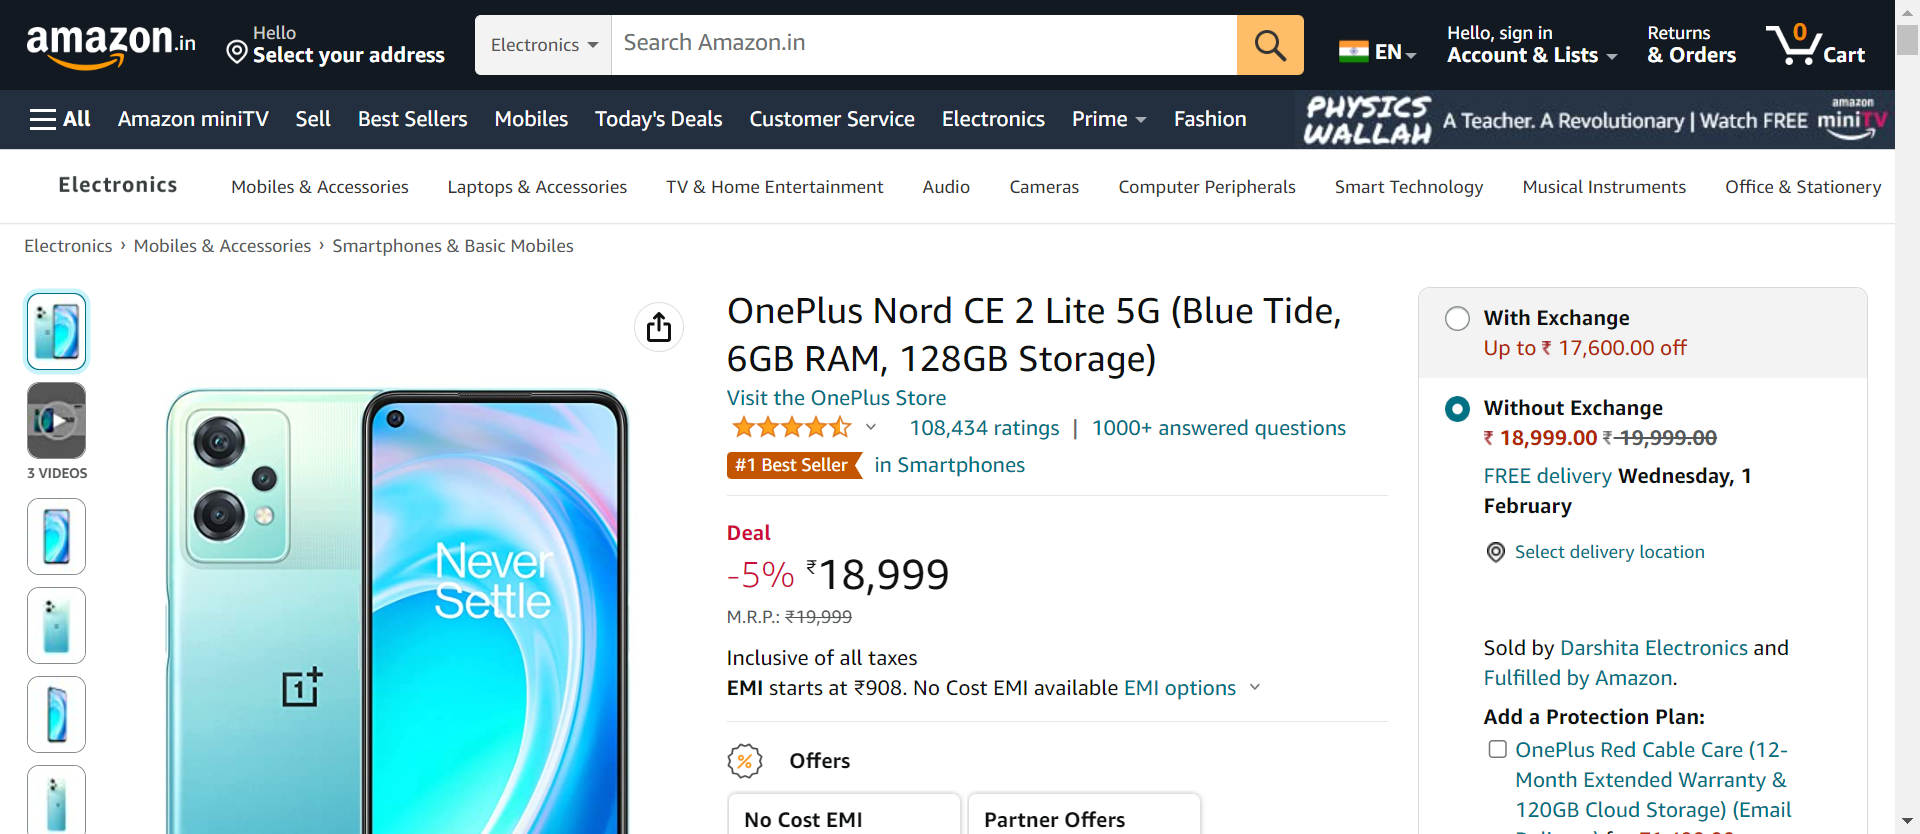 amazon.in
Hello
Select your address
Electronics
Search Amazon.in
EN
Hello, sign in
Account & Lists
Returns
& Orders
0
Cart
All
Amazon miniTV
Sell
Best Sellers
Mobiles
Today's Deals
Customer Service
Electronics
Prime
Fashion
PHYSICS
WALLAH
A Teacher. A Revolutionary | Watch FREE
amazon
miniTV
Electronics
Mobiles & Accessories
Laptops & Accessories
TV & Home Entertainment
Audio
Cameras
Computer Peripherals
Smart Technology
Musical Instruments
Office & Stationery
Electronics › Mobiles & Accessories › Smartphones & Basic Mobiles
3 VIDEOS
Never
Settle
1+
OnePlus Nord CE 2 Lite 5G (Blue Tide,
6GB RAM, 128GB Storage)
Visit the OnePlus Store
108,434 ratings | 1000+ answered questions
#1 Best Seller in Smartphones
Deal
-5% ₹18,999
M.R.P.: ₹19,999
Inclusive of all taxes
EMI starts at ₹908. No Cost EMI available EMI options
% Offers
No Cost EMI
Partner Offers
With Exchange
Up to ₹ 17,600.00 off
Without Exchange
₹ 18,999.00 ₹ 19,999.00
FREE delivery Wednesday, 1
February
Select delivery location
Sold by Darshita Electronics and
Fulfilled by Amazon.
Add a Protection Plan:
OnePlus Red Cable Care (12-
Month Extended Warranty &
120GB Cloud Storage) (Email